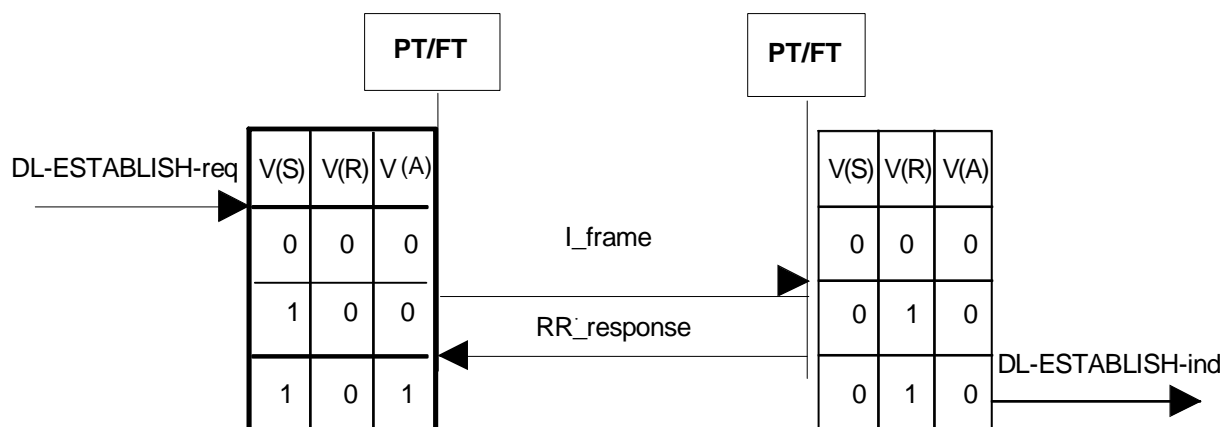 PT/FT PT/FT
DL-ESTABLISH-req V(S) V(R) V(A) V(S) V(R) V(A)
0 0 0 I_frame 0 0 0
1 0 0 RR_response 0 1 0
1 0 1 0 1 0 DL-ESTABLISH-ind